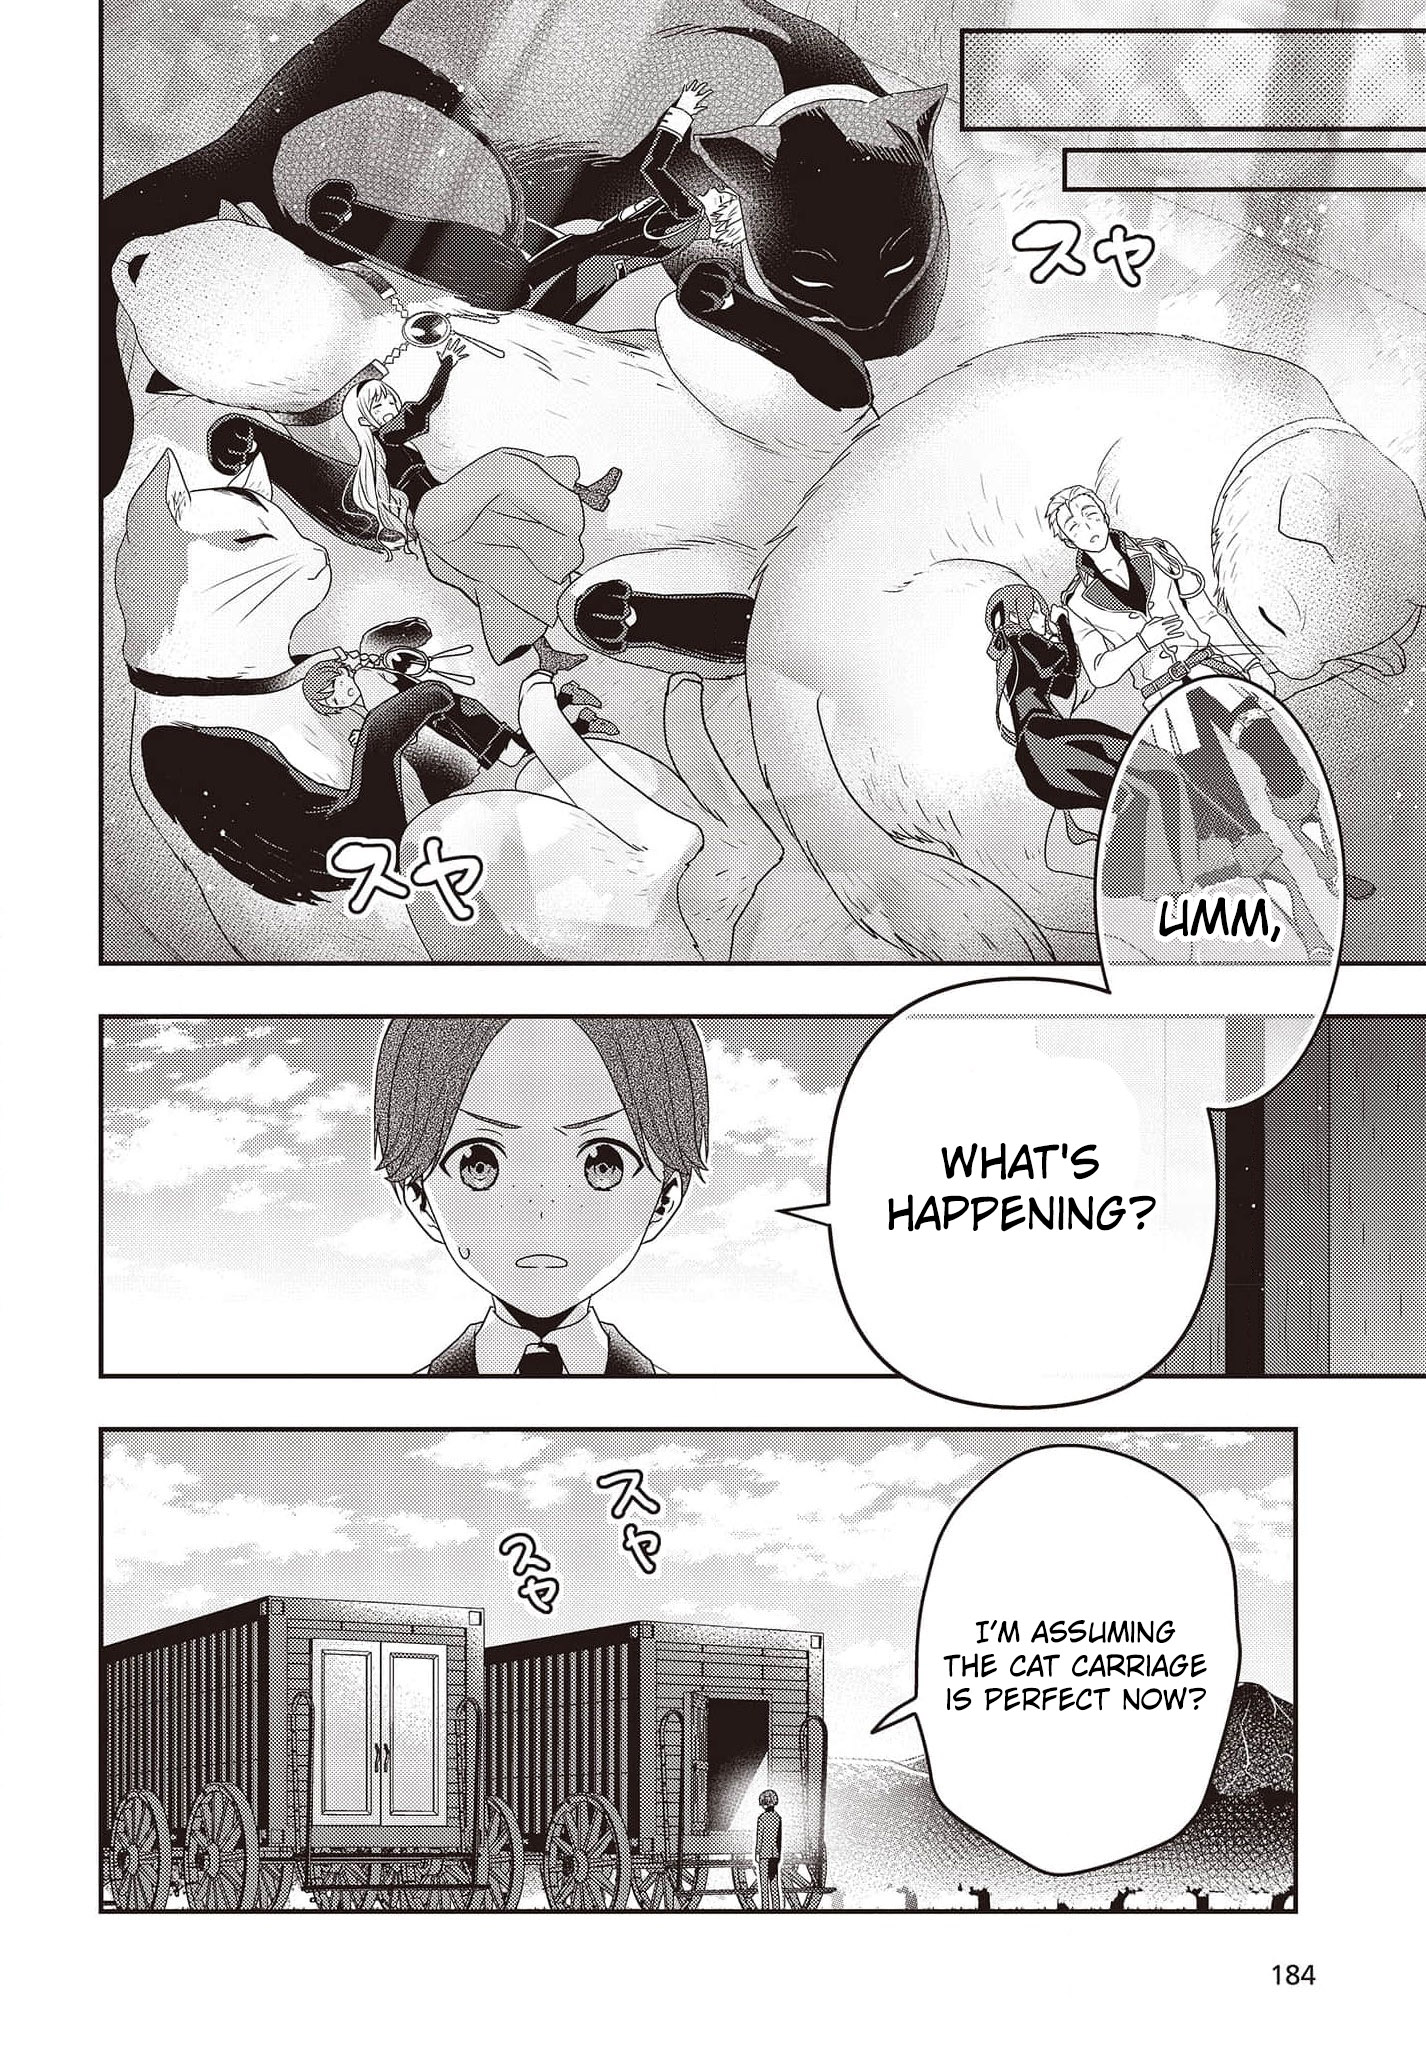 スヤ
スヤ
UMM,
WHAT'S
HAPPENING?
スヤ
スヤ
I'M ASSUMING
THE CAT CARRIAGE
IS PERFECT NOW?
184